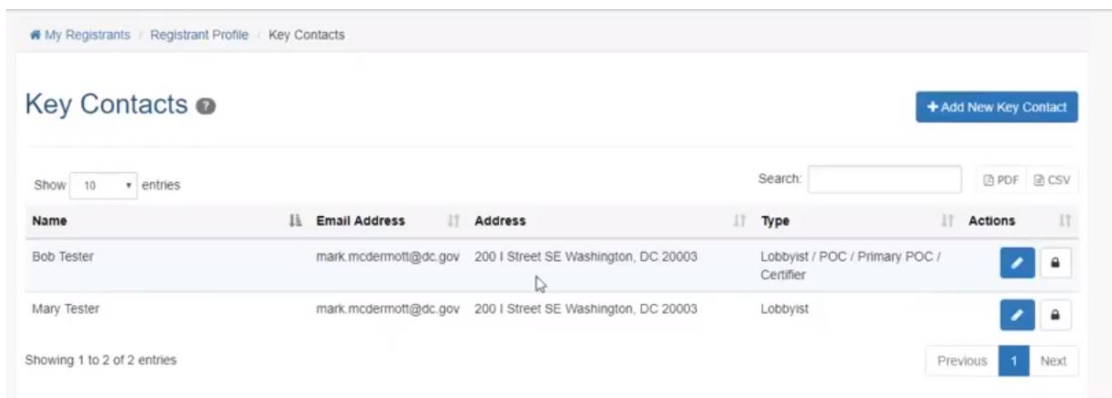 My Registrants / Registrant Profile / Key Contacts
Key Contacts ?
+ Add New Key Contact
Show 10 entries
Search:
PDF CSV
Name Email Address Address Type Actions
Bob Tester mark.mcdermott@dc.gov 200 I Street SE Washington, DC 20003 Lobbyist / POC / Primary POC /
Certifier
Mary Tester mark.mcdermott@dc.gov 200 I Street SE Washington, DC 20003 Lobbyist
Showing 1 to 2 of 2 entries
Previous 1 Next